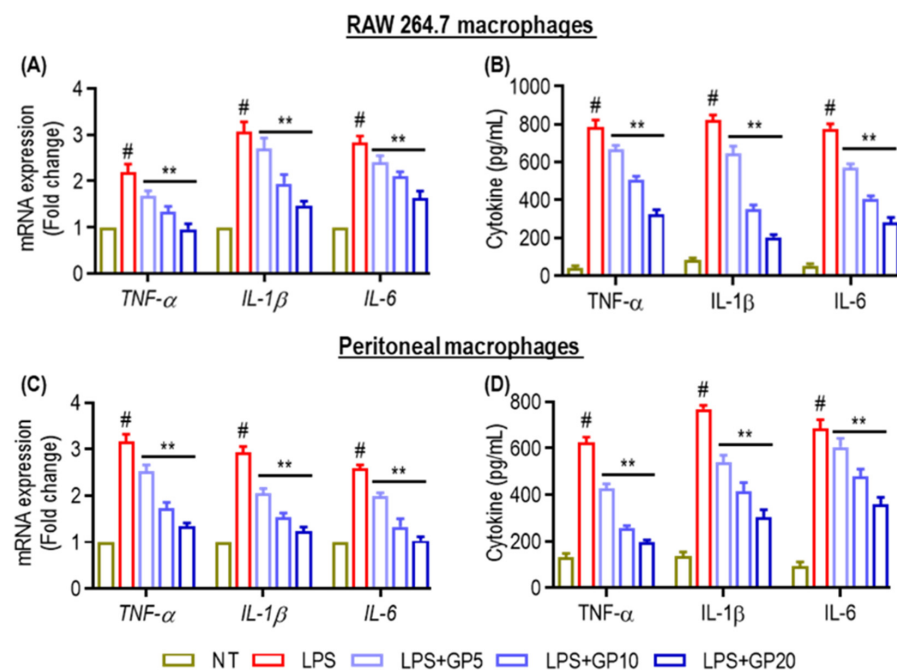 RAW 264.7 macrophages
(A)
mRNA expression
(Fold change)
4
3
2
1
0
#
**
#
**
#
**
TNF-α
IL-1β
IL-6
(B)
Cytokine (pg/mL)
1000
800
600
400
200
0
#
**
#
**
#
**
TNF-α
IL-1β
IL-6
Peritoneal macrophages
(C)
mRNA expression
(Fold change)
4
3
2
1
0
#
**
#
**
#
**
TNF-α
IL-1β
IL-6
(D)
Cytokine (pg/mL)
800
600
400
200
0
#
**
#
**
#
**
TNF-α
IL-1β
IL-6
NT LPS LPS+GP5 LPS+GP10 LPS+GP20